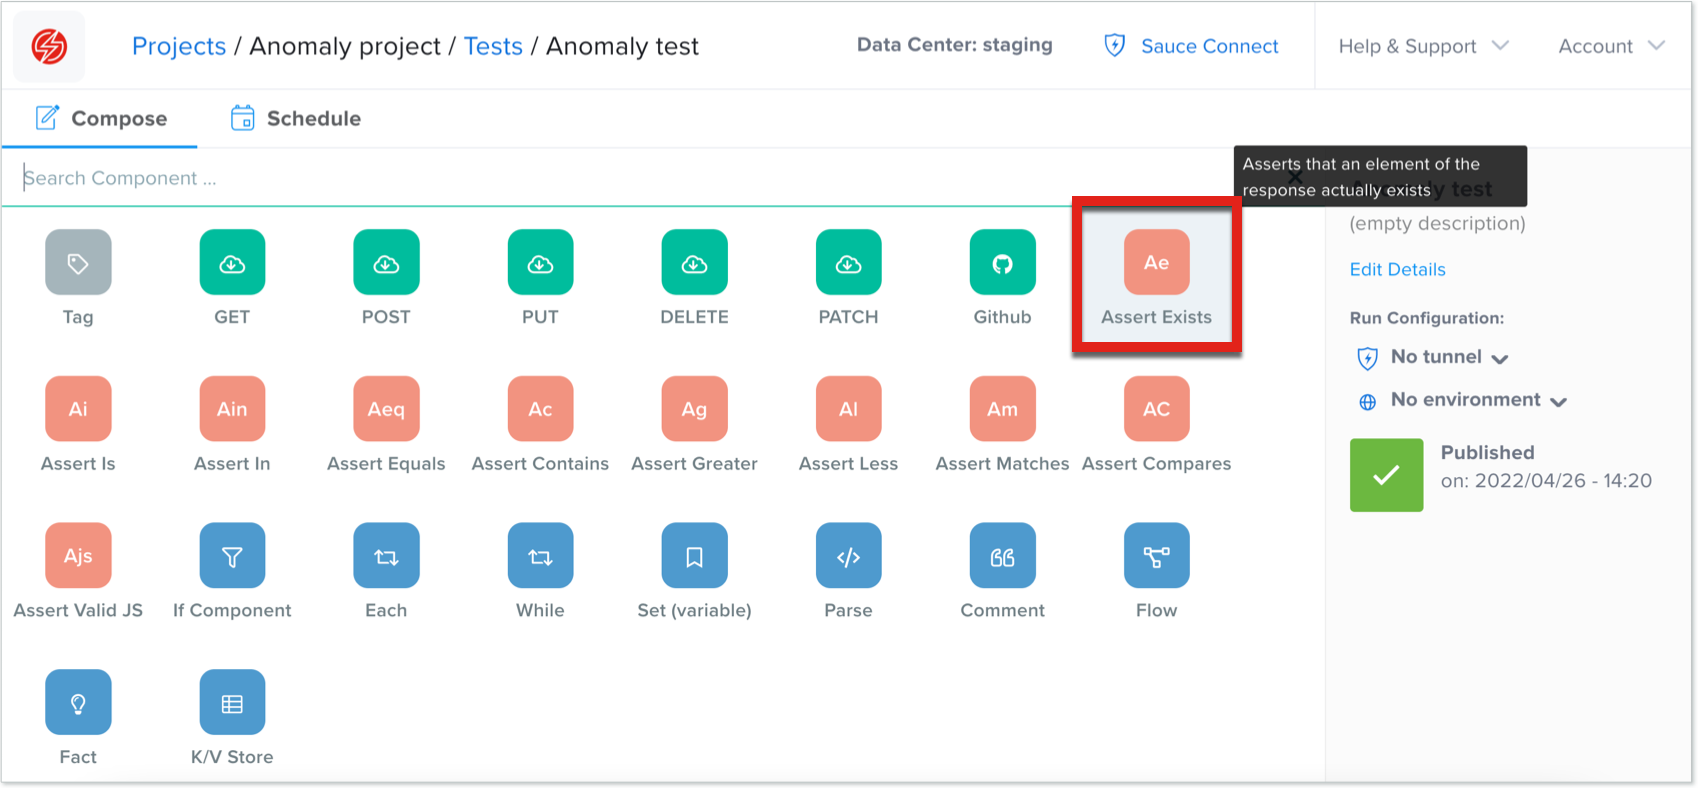 Projects / Anomaly project / Tests / Anomaly test
Data Center: staging
Sauce Connect
Help & Support
Account
Compose
Schedule
Search Component ...
Asserts that an element of the
response actually exists
test
(empty description)
Edit Details
Run Configuration:
No tunnel
No environment
Published
on: 2022/04/26 - 14:20
Tag
GET
POST
PUT
DELETE
PATCH
Github
Ae
Assert Exists
Ai
Assert Is
Ain
Assert In
Aeq
Assert Equals
Ac
Assert Contains
Ag
Assert Greater
Al
Assert Less
Am
Assert Matches
AC
Assert Compares
Ajs
Assert Valid JS
If Component
Each
While
Set (variable)
Parse
Comment
Flow
Fact
K/V Store